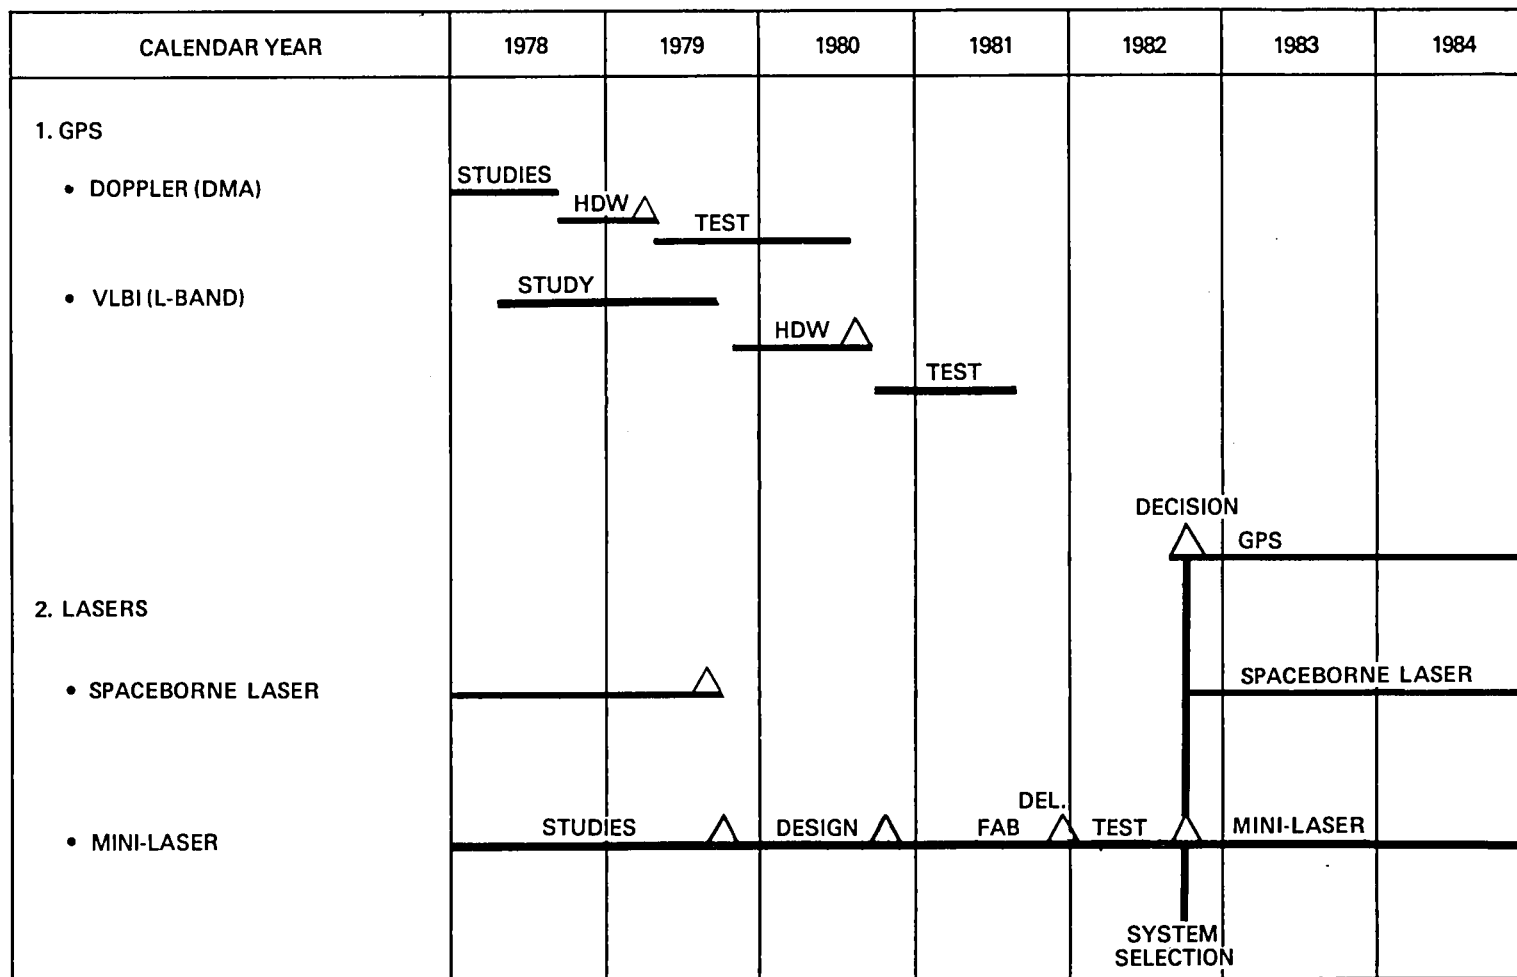 CALENDAR YEAR 1978 1979 1980 1981 1982 1983 1984
1. GPS
• DOPPLER (DMA) STUDIES
HDW
TEST
• VLBI (L-BAND) STUDY
HDW
TEST
DECISION
GPS
2. LASERS
• SPACEBORNE LASER SPACEBORNE LASER
DEL.
• MINI-LASER STUDIES DESIGN FAB TEST MINI-LASER
SYSTEM
SELECTION